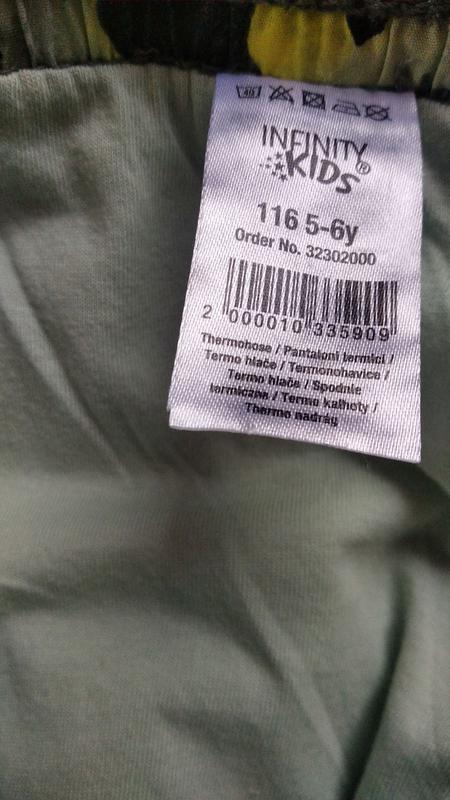 40
INFINITY
KIDS®
116 5-6y
Order No. 32302000
2 000010 335909
Thermohose / Pantaloni termici /
Termo hlače / Termonohavice /
Termo hlače / Spodnie
termiczne / Termo kalhoty /
Thermo nadrág